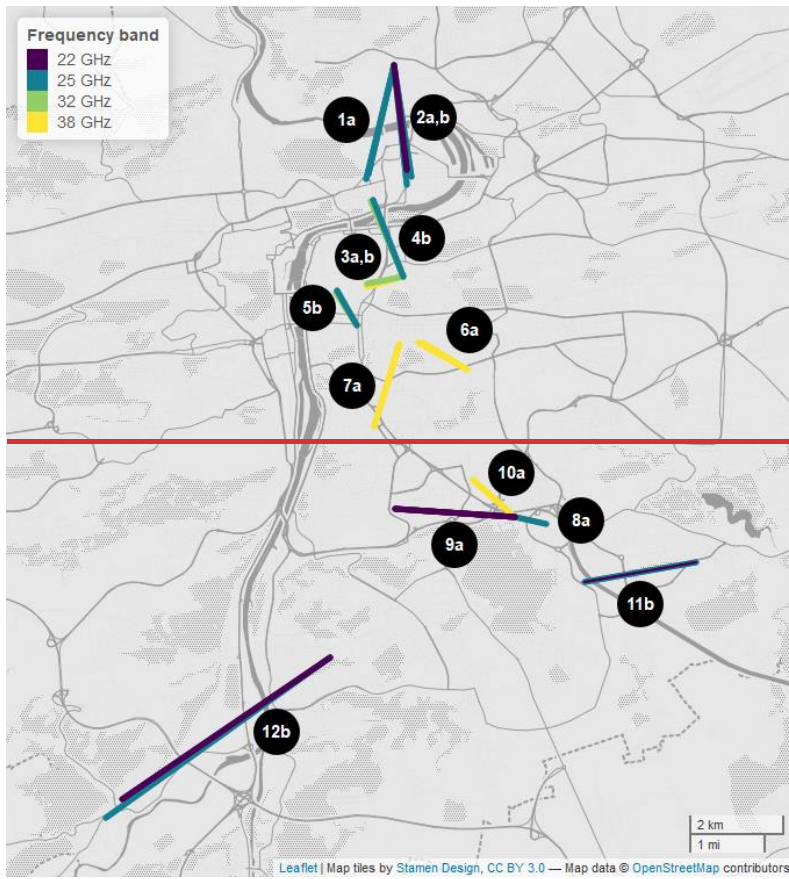 Frequency band
22 GHz
25 GHz
32 GHz
38 GHz
1a
2a,b
3a,b
4b
5b
6a
7a
10a
8a
9a
11b
12b
2 km
1 mi
Leaflet | Map tiles by Stamen Design, CC BY 3.0 — Map data © OpenStreetMap contributors